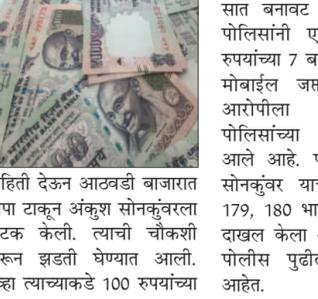 हिती देऊन आठवडी बाजारात
पा टाकून अंकुश सोनकुंवरला
टक केली. त्याची चौकशी
रून झडती घेण्यात आली.
व्हा त्याच्याकडे 100 रुपयांच्या
सात बनावट
पोलिसांनी ए
रुपयांच्या 7 ब
मोबाईल जप्त
आरोपीला
पोलिसांच्या
आले आहे. प
सोनकुंवर या
179, 180 भा
दाखल केला
पोलीस पुढील
आहेत.